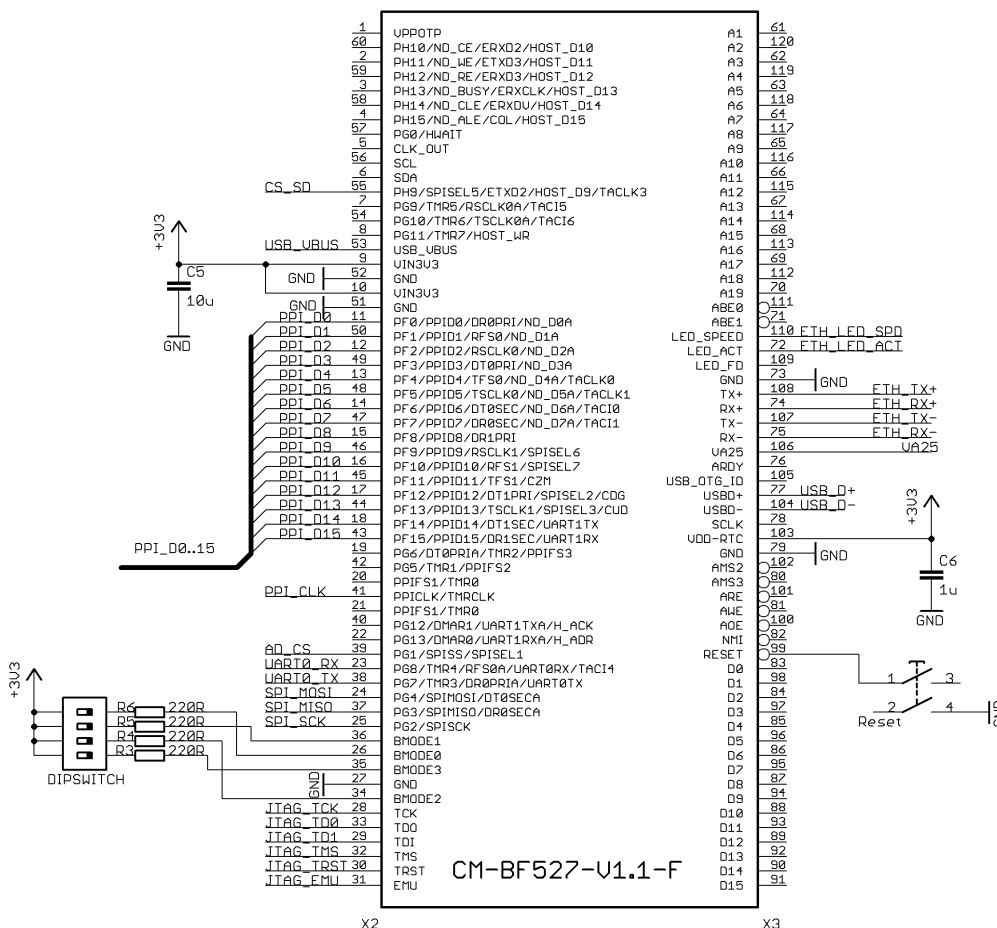 1 VPPOTP A1 61
60 PH10/ND_CE/ERXD2/HOST_D10 A2 120
2 PH11/ND_WE/ETXD3/HOST_D11 A3 62
59 PH12/ND_RE/ERXD3/HOST_D12 A4 119
3 PH13/ND_BUSY/ERXCLK/HOST_D13 A5 63
58 PH14/ND_CLE/ERXDV/HOST_D14 A6 118
4 PH15/ND_ALE/COL/HOST_D15 A7 64
57 PG0/HWAIT A8 117
5 CLK_OUT A9 65
56 SCL A10 116
6 SDA A11 66
CS_SD 55 PH9/SPISEL5/ETXD2/HOST_D9/TACLK3 A12 115
7 PG9/TMR5/RSCLK0A/TACI5 A13 67
54 PG10/TMR6/TSCLK0A/TACI6 A14 114
8 PG11/TMR7/HOST_WR A15 68
+3V3
USB_VBUS 53 USB_VBUS A16 113
9 VIN3V3 A17 69
C5 GND 52 GND A18 112
10u 10 VIN3V3 A19 70
GND 51 GND ABE0 111
PPI_D0 11 PF0/PPID0/DR0PRI/ND_D0A ABE1 71
PPI_D1 50 PF1/PPID1/RFS0/ND_D1A LED_SPEED 110 ETH_LED_SPD
GND PPI_D2 12 PF2/PPID2/RSCLK0/ND_D2A LED_ACT 72 ETH_LED_ACT
PPI_D3 49 PF3/PPID3/DT0PRI/ND_D3A LED_FD 109
PPI_D4 13 PF4/PPID4/TFS0/ND_D4A/TACLK0 GND 73 GND
PPI_D5 48 PF5/PPID5/TSCLK0/ND_D5A/TACLK1 TX+ 108 ETH_TX+
PPI_D6 14 PF6/PPID6/DT0SEC/ND_D6A/TACI0 RX+ 74 ETH_RX+
PPI_D7 47 PF7/PPID7/DR0SEC/ND_D7A/TACI1 TX- 107 ETH_TX-
PPI_D8 15 PF8/PPID8/DR1PRI RX- 75 ETH_RX-
PPI_D9 46 PF9/PPID9/RSCLK1/SPISEL6 VA25 106 VA25
PPI_D10 16 PF10/PPID10/RFS1/SPISEL7 ARDY 76
PPI_D11 45 PF11/PPID11/TFS1/CZM USB_OTG_ID 105
PPI_D12 17 PF12/PPID12/DT1PRI/SPISEL2/CDG USBD+ 77 USB_D+
PPI_D13 44 PF13/PPID13/TSCLK1/SPISEL3/CUD USBD- 104 USB_D-
+3V3
PPI_D14 18 PF14/PPID14/DT1SEC/UART1TX SCLK 78
PPI_D15 43 PF15/PPID15/DR1SEC/UART1RX VDD-RTC 103
PPI_D0..15 19 PG6/DT0PRIA/TMR2/PPIFS3 GND 79 GND
42 PG5/TMR1/PPIFS2 AMS2 102 C6
20 PPIFS1/TMR0 AMS3 80
PPI_CLK 41 PPICLK/TMRCLK ARE 101 1u
21 PPIFS1/TMR0 AWE 81
40 PG12/DMAR1/UART1TXA/H_ACK AOE 100 GND
22 PG13/DMAR0/UART1RXA/H_ADR NMI 82
AD_CS 39 PG1/SPISS/SPISEL1 RESET 99
UART0_RX 23 PG8/TMR4/RFS0A/UART0RX/TACI4 D0 83
UART0_TX 38 PG7/TMR3/DR0PRIA/UART0TX D1 98 1 3
+3V3
SPI_MOSI 24 PG4/SPIMOSI/DT0SECA D2 84
SPI_MISO 37 PG3/SPIMISO/DR0SECA D3 97 2 4
SPI_SCK 25 PG2/SPISCK D4 85 Reset GND
R6 220R 36 BMODE1 D5 96
R5 220R 26 BMODE0 D6 86
R4 220R 35 BMODE3 D7 95
R3 220R GND 27 GND D8 87
DIPSWITCH 34 BMODE2 D9 94
JTAG_TCK 28 TCK D10 88
JTAG_TD0 33 TDO D11 93
JTAG_TD1 29 TDI D12 89
JTAG_TMS 32 TMS D13 92
JTAG_TRST 30 TRST D14 90
JTAG_EMU 31 EMU D15 91
CM-BF527-V1.1-F
X2 X3